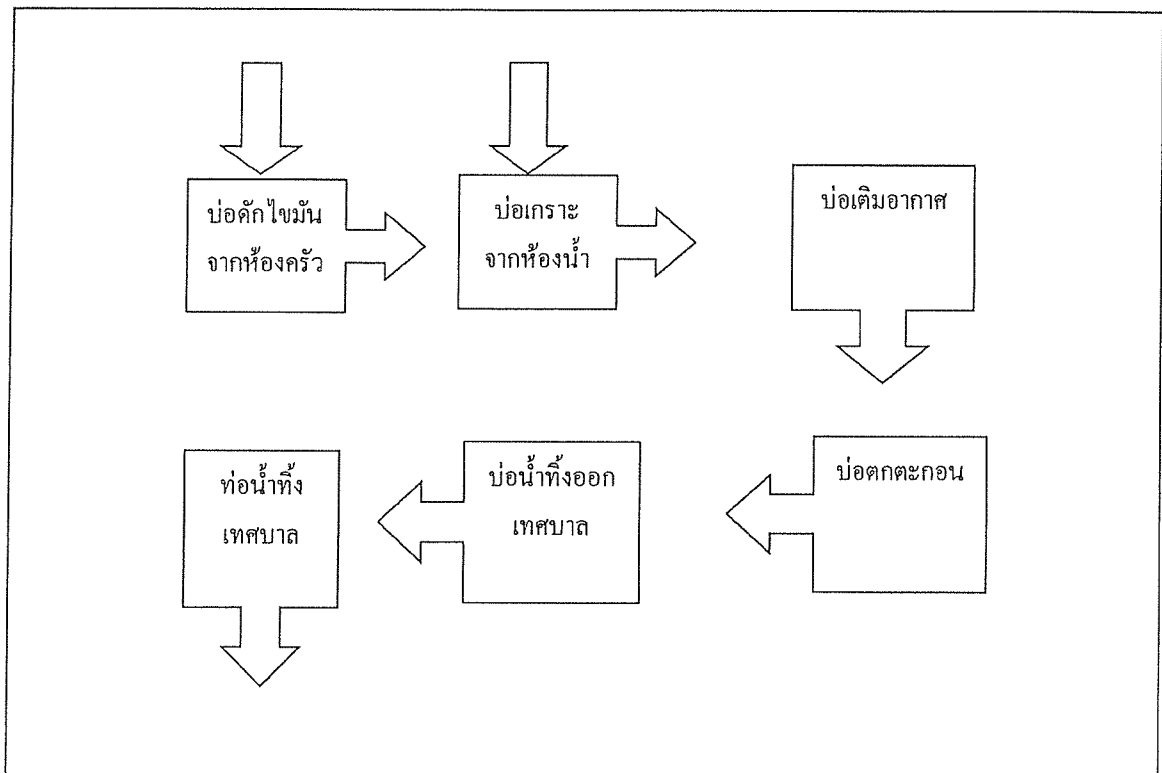 บ่อดักไขมัน
จากห้องครัว
บ่อเกราะ
จากห้องน้ำ
บ่อเติมอากาศ
ท่อน้ำทิ้ง
เทศบาล
บ่อน้ำทิ้งออก
เทศบาล
บ่อตกตะกอน